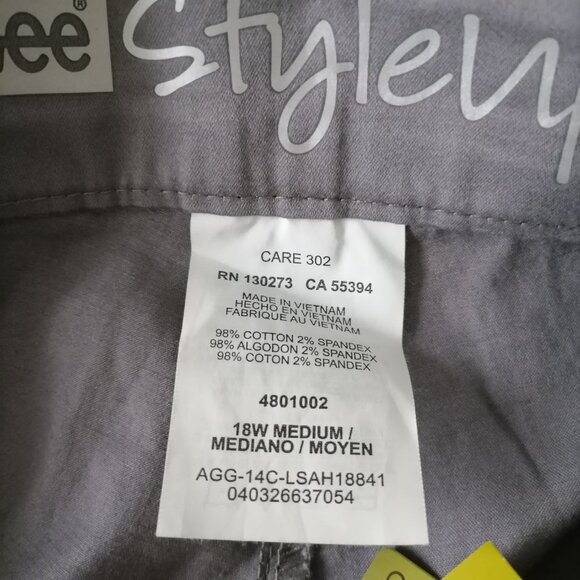 Lee®
StyleUp
CARE 302
RN 130273 CA 55394
MADE IN VIETNAM
HECHO EN VIETNAM
FABRIQUE AU VIETNAM
98% COTTON 2% SPANDEX
98% ALGODON 2% SPANDEX
98% COTON 2% SPANDEX
4801002
18W MEDIUM /
MEDIANO / MOYEN
AGG-14C-LSAH18841
040326637054